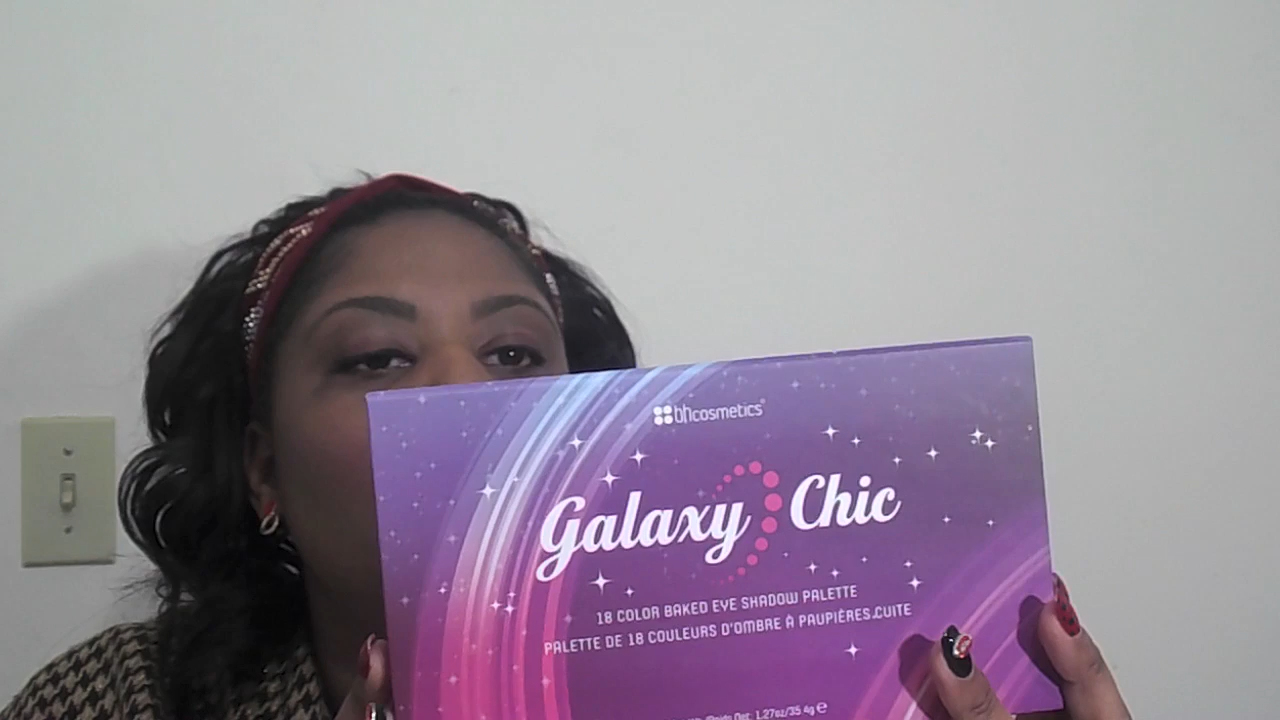 bhcosmetics®
Galaxy Chic
18 COLOR BAKED EYE SHADOW PALETTE
PALETTE DE 18 COULEURS D'OMBRE À PAUPIÈRES CUITE
Net: 1.27oz/35.4g e